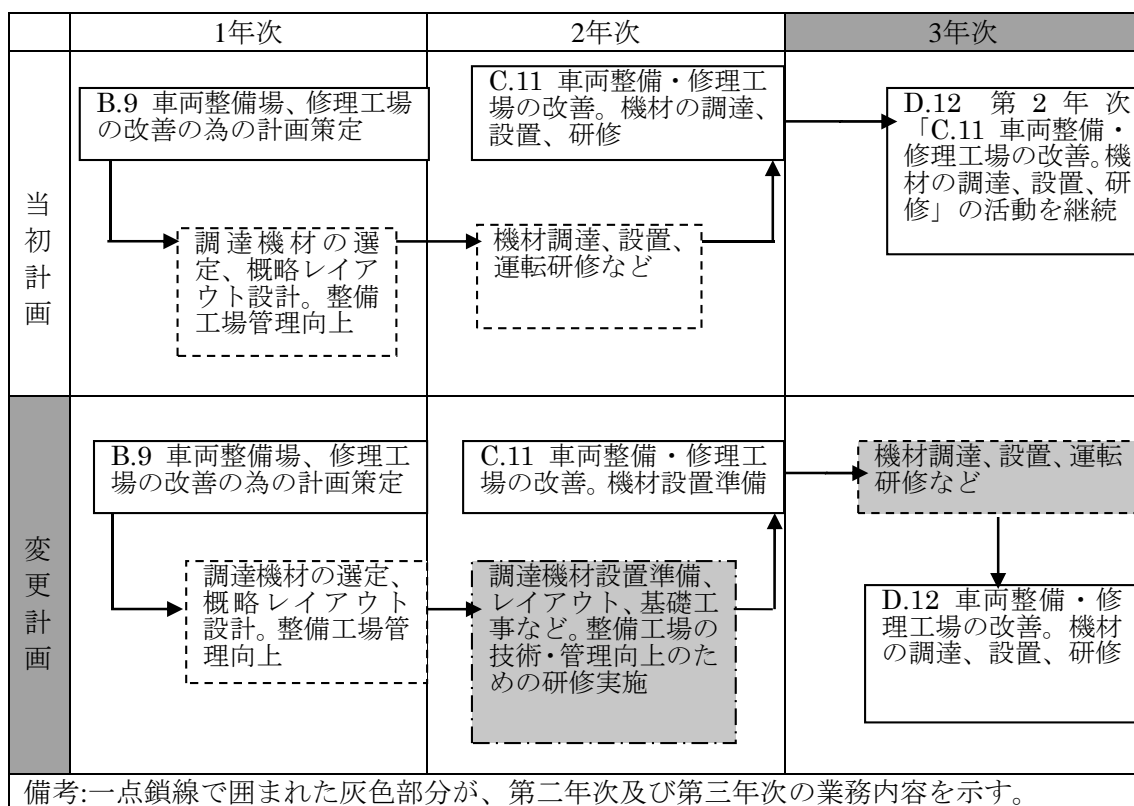 1年次
2年次
3年次
当初計画
B.9 車両整備場、修理工場
の改善の為の計画策定
調達機材の選
定、概略レイア
ウト設計。整備
工場管理向上
C.11 車両整備・修理工
場の改善。機材の調達、
設置、研修
機材調達、設置、
運転研修など
D.12 第2年次
「C.11 車両整備・
修理工場の改善。機
材の調達、設置、研
修」の活動を継続
変更計画
B.9 車両整備場、修理工
場の改善の為の計画策定
調達機材の選定、
概略レイアウト
設計。整備工場管
理向上
C.11 車両整備・修理工
場の改善。機材設置準備
調達機材設置準備、
レイアウト、基礎工
事など。整備工場の
技術・管理向上のた
めの研修実施
機材調達、設置、運転
研修など
D.12 車両整備・修
理工場の改善。機材
の調達、設置、研修
備考:一点鎖線で囲まれた灰色部分が、第二年次及び第三年次の業務内容を示す。